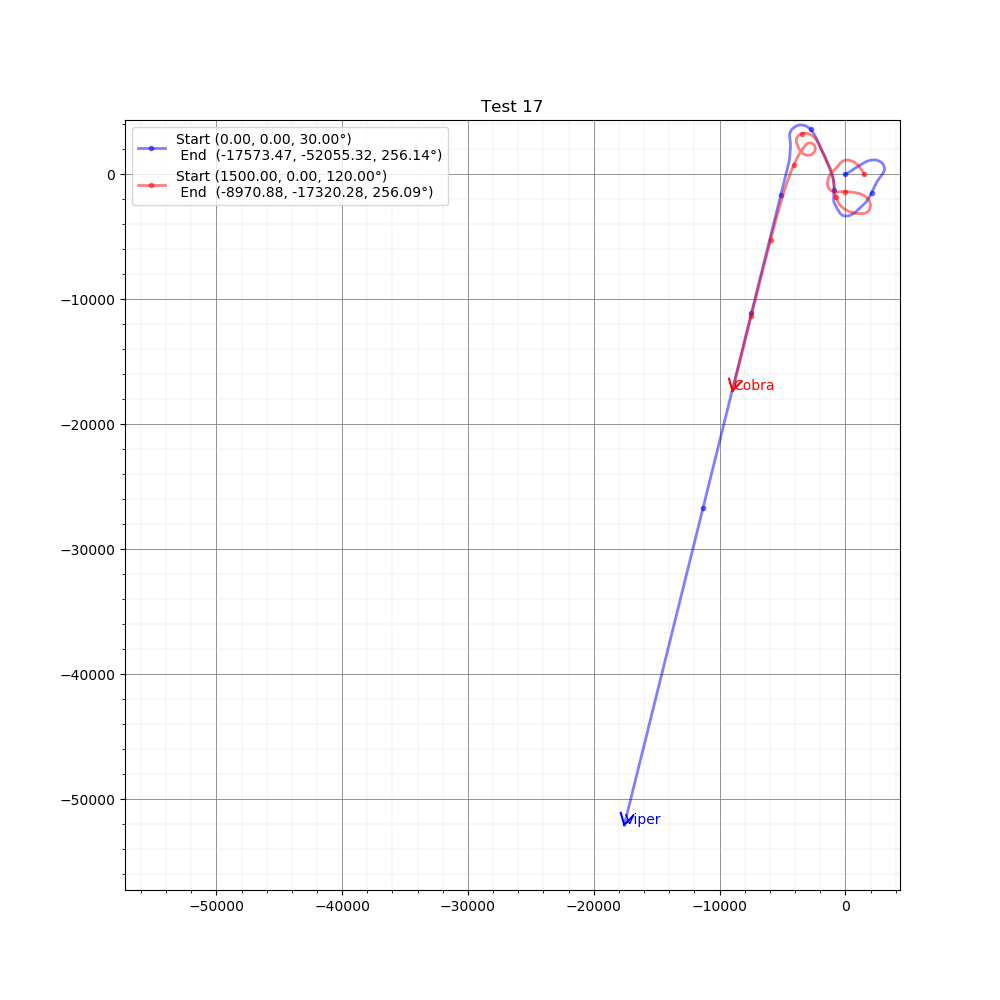 Test 17
Start (0.00, 0.00, 30.00°)
End  (-17573.47, -52055.32, 256.14°)
Start (1500.00, 0.00, 120.00°)
End  (-8970.88, -17320.28, 256.09°)
0
−10000
−20000
−30000
−40000
−50000
Cobra
Viper
−50000
−40000
−30000
−20000
−10000
0